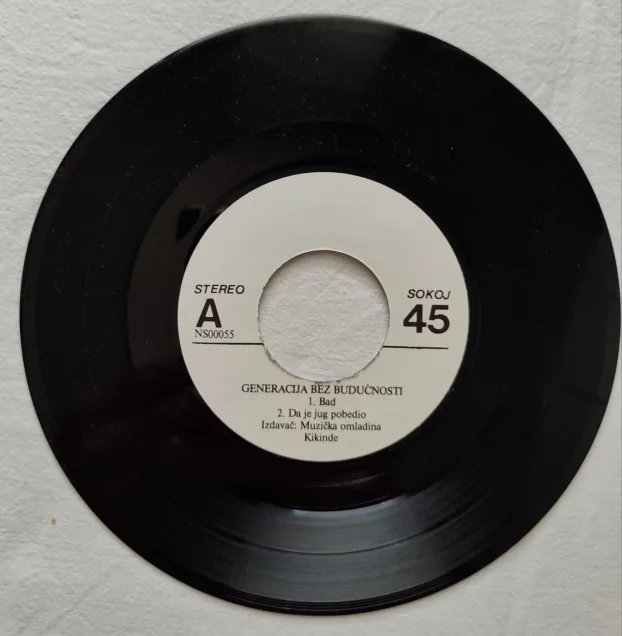 STEREO
SOKOJ
A
45
NS00055
GENERACIJA BEZ BUDUČNOSTI
1. Bad
2. Da je jug pobedio
Izdavač: Muzička omladina
Kikinde